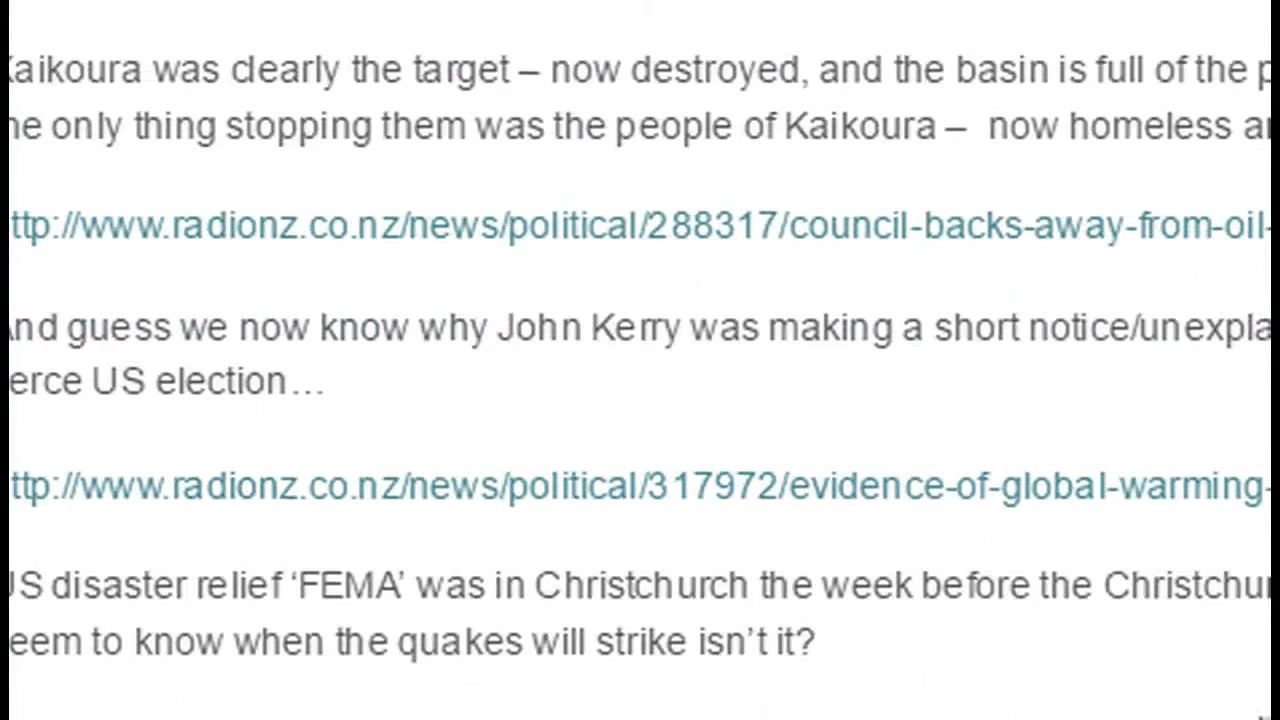 Kaikoura was clearly the target – now destroyed, and the basin is full of the p
he only thing stopping them was the people of Kaikoura – now homeless
ttp://www.radionz.co.nz/news/political/288317/council-backs-away-from-oil-
And guess we now know why John Kerry was making a short notice/unexpla
erce US election…
ttp://www.radionz.co.nz/news/political/317972/evidence-of-global-warming-
US disaster relief ‘FEMA’ was in Christchurch the week before the Christchur
eem to know when the quakes will strike isn’t it?